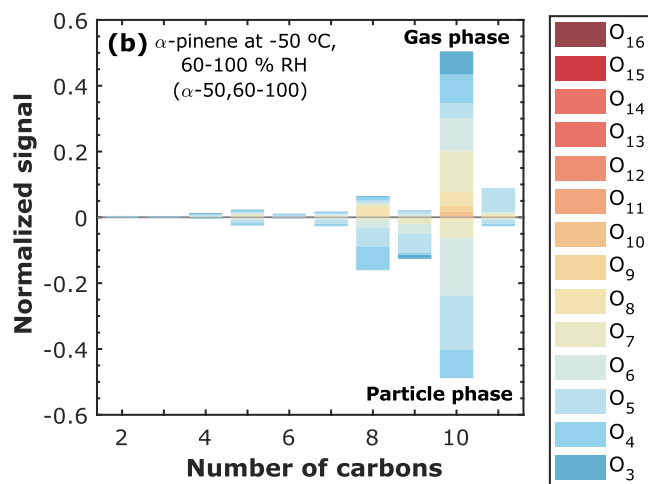 (b) α-pinene at -50 ºC,
60-100 % RH
(α-50,60-100)
Gas phase
Particle phase
Normalized signal
0.6
0.4
0.2
0
-0.2
-0.4
-0.6
2
4
6
8
10
Number of carbons
O16
O15
O14
O13
O12
O11
O10
O9
O8
O7
O6
O5
O4
O3